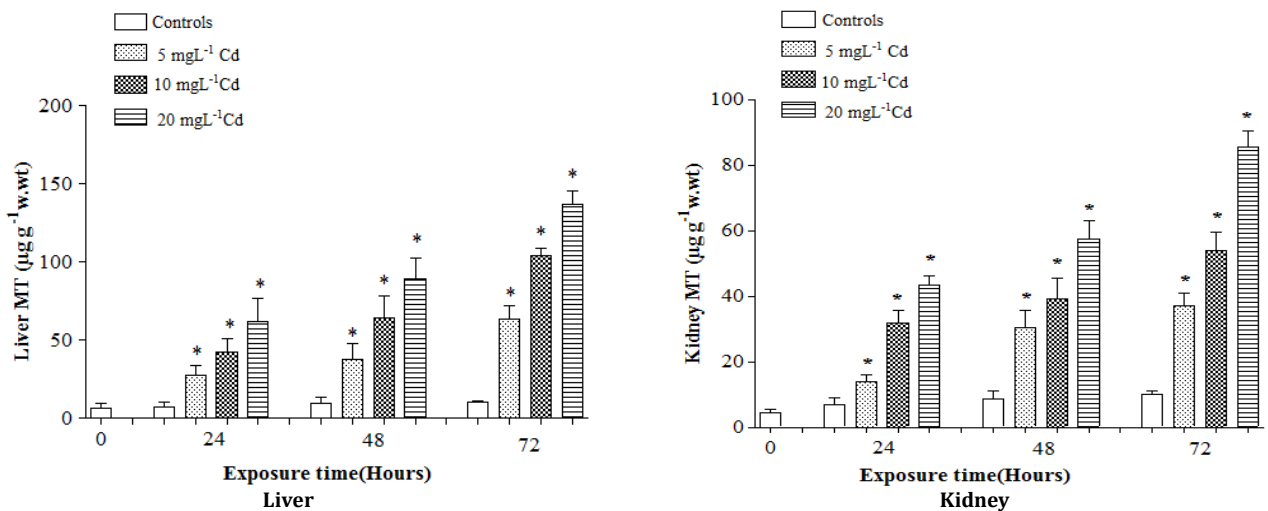 Controls
5 mgL⁻¹ Cd
10 mgL⁻¹Cd
20 mgL⁻¹Cd
200
150
100
50
0
Liver MT (µg g⁻¹w.wt)
* * *
* * *
* * *
0 24 48 72
Exposure time(Hours)
Liver
Controls
5 mgL⁻¹ Cd
10 mgL⁻¹Cd
20 mgL⁻¹Cd
100
80
60
40
20
0
Kidney MT (µg g⁻¹w.wt)
* * *
* * *
* * *
0 24 48 72
Exposure time(Hours)
Kidney